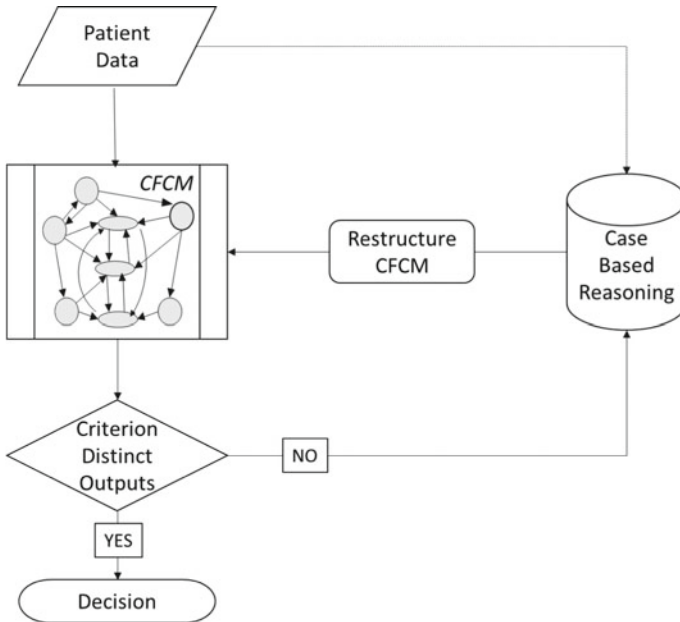 Patient
Data
CFCM
Restructure
CFCM
Case
Based
Reasoning
Criterion
Distinct
Outputs
NO
YES
Decision